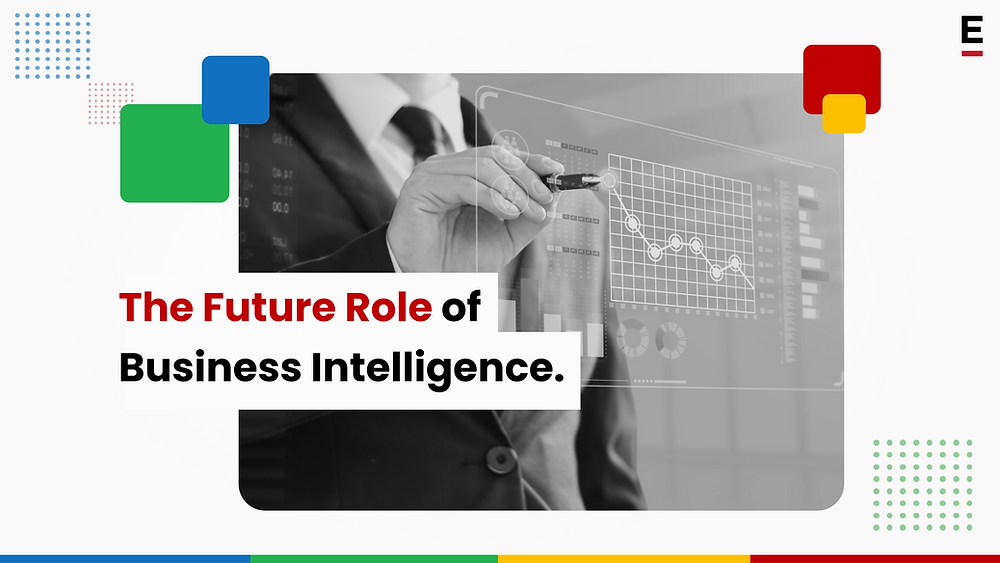 E
The Future Role of
Business Intelligence.